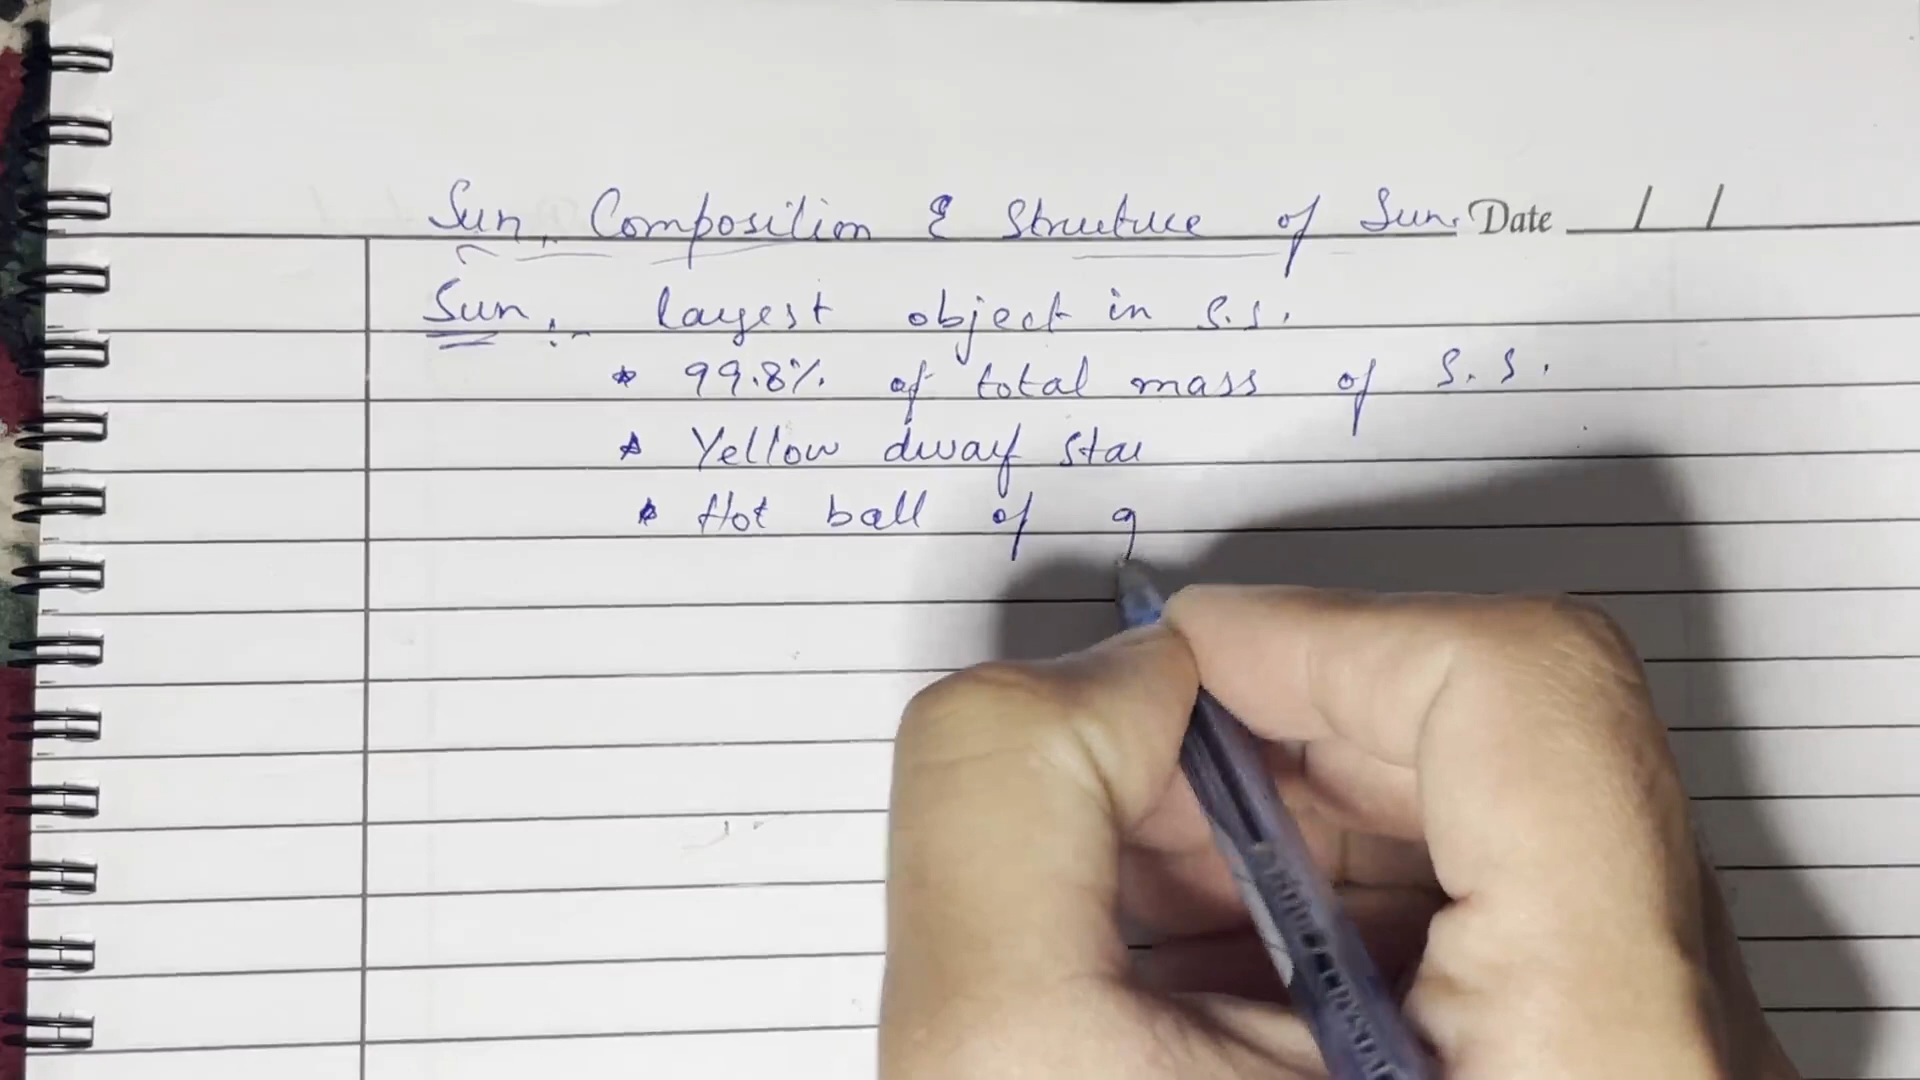 Sun, Composition & Structure of Sun. Date / /
Sun :- largest object in S.S.
* 99.8% of total mass of S.S.
* Yellow dwarf star
* Hot ball of g